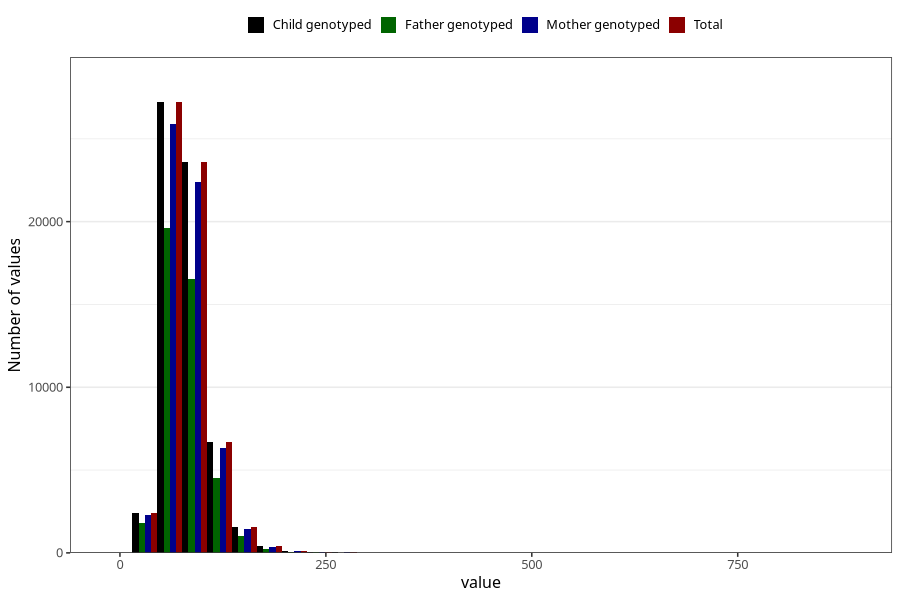 Child genotyped Father genotyped Mother genotyped Total
Number of values
20000
10000
0
0 250 500 750
value